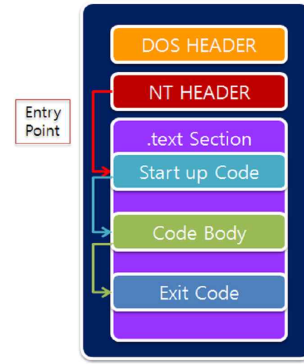 DOS HEADER
NT HEADER
Entry
Point
.text Section
Start up Code
Code Body
Exit Code